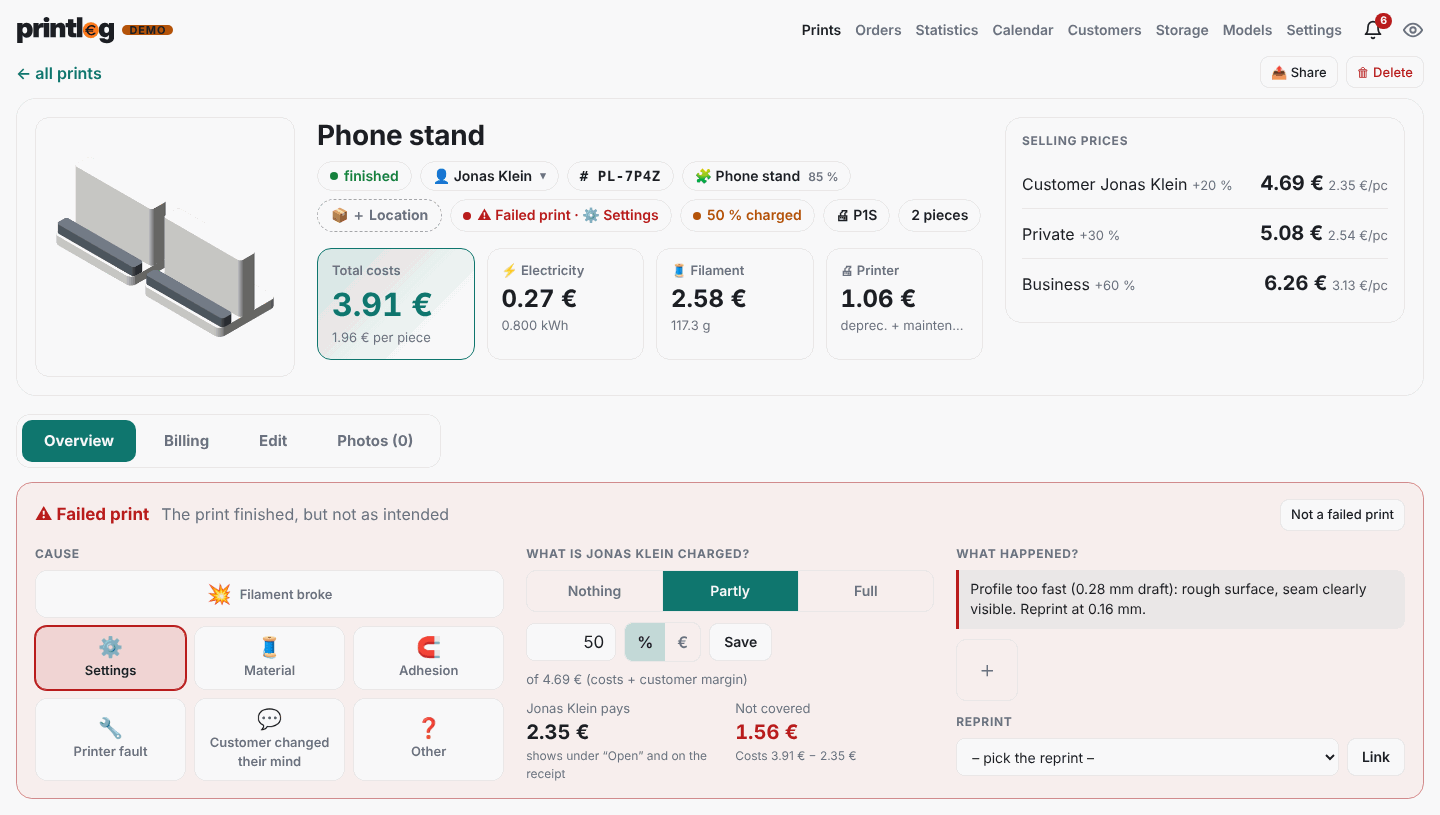 printl€g DEMO
Prints Orders Statistics Calendar Customers Storage Models Settings 6
← all prints
📤 Share 🗑 Delete
Phone stand
finished 👤 Jonas Klein ▾ # PL-7P4Z 🧩 Phone stand 85 %
📦 + Location ⚠ Failed print · ⚙️ Settings 50 % charged 🖨 P1S 2 pieces
Total costs
3.91 €
1.96 € per piece
⚡ Electricity
0.27 €
0.800 kWh
🧵 Filament
2.58 €
117.3 g
🖨 Printer
1.06 €
deprec. + mainten…
SELLING PRICES
Customer Jonas Klein +20 % 4.69 € 2.35 €/pc
Private +30 % 5.08 € 2.54 €/pc
Business +60 % 6.26 € 3.13 €/pc
Overview Billing Edit Photos (0)
⚠ Failed print The print finished, but not as intended
Not a failed print
CAUSE
💥 Filament broke
⚙️ Settings
🧵 Material
🧲 Adhesion
🔧 Printer fault
💬 Customer changed
their mind
❓ Other
WHAT IS JONAS KLEIN CHARGED?
Nothing Partly Full
50 % € Save
of 4.69 € (costs + customer margin)
Jonas Klein pays
2.35 €
shows under “Open” and on the
receipt
Not covered
1.56 €
Costs 3.91 € − 2.35 €
WHAT HAPPENED?
Profile too fast (0.28 mm draft): rough surface, seam clearly
visible. Reprint at 0.16 mm.
+
REPRINT
– pick the reprint – Link